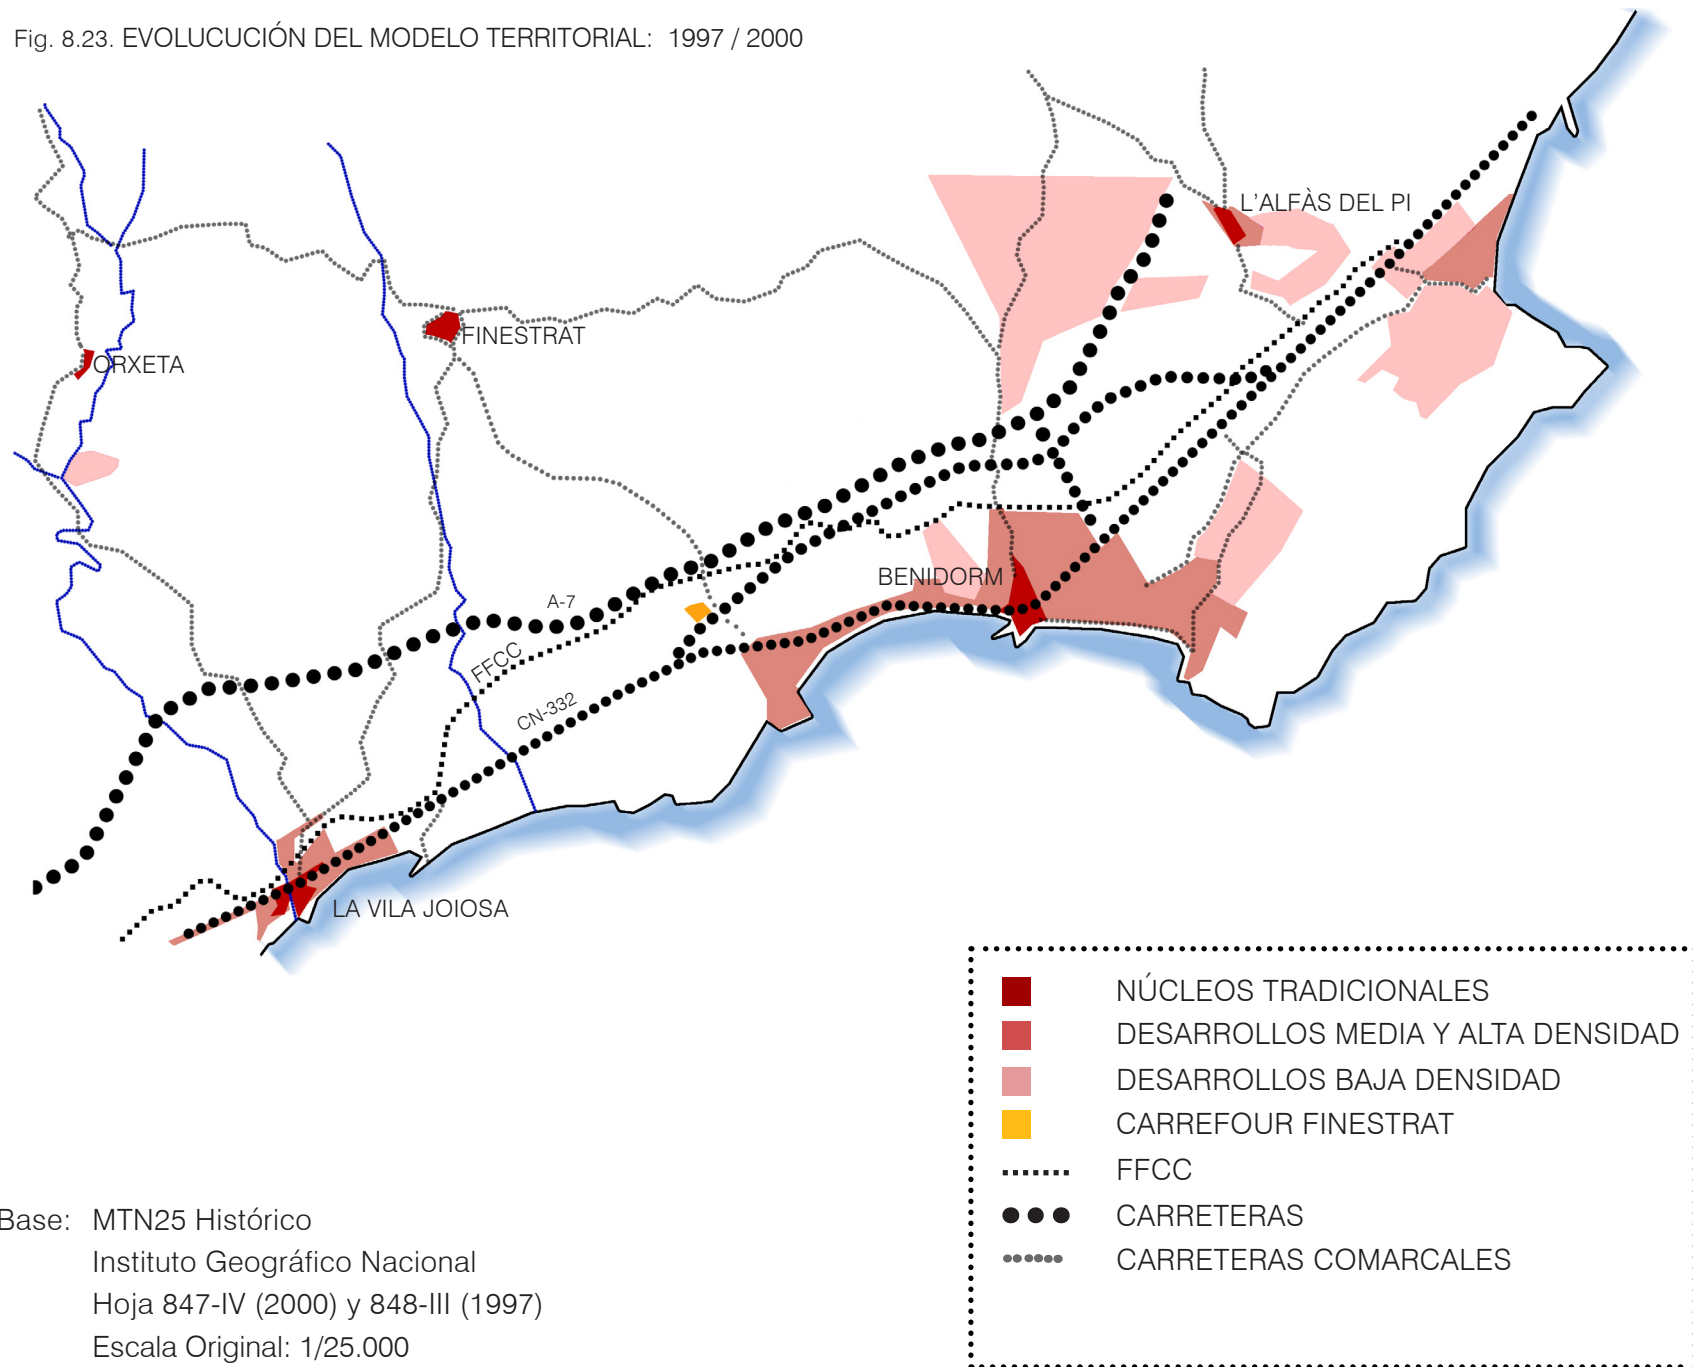 Fig. 8.23. EVOLUCUCIÓN DEL MODELO TERRITORIAL: 1997 / 2000
L'ALFÀS DEL PI
FINESTRAT
ORXETA
BENIDORM
A-7
FFCC
CN-332
LA VILA JOIOSA
NÚCLEOS TRADICIONALES
DESARROLLOS MEDIA Y ALTA DENSIDAD
DESARROLLOS BAJA DENSIDAD
CARREFOUR FINESTRAT
FFCC
CARRETERAS
CARRETERAS COMARCALES
Base: MTN25 Histórico
Instituto Geográfico Nacional
Hoja 847-IV (2000) y 848-III (1997)
Escala Original: 1/25.000